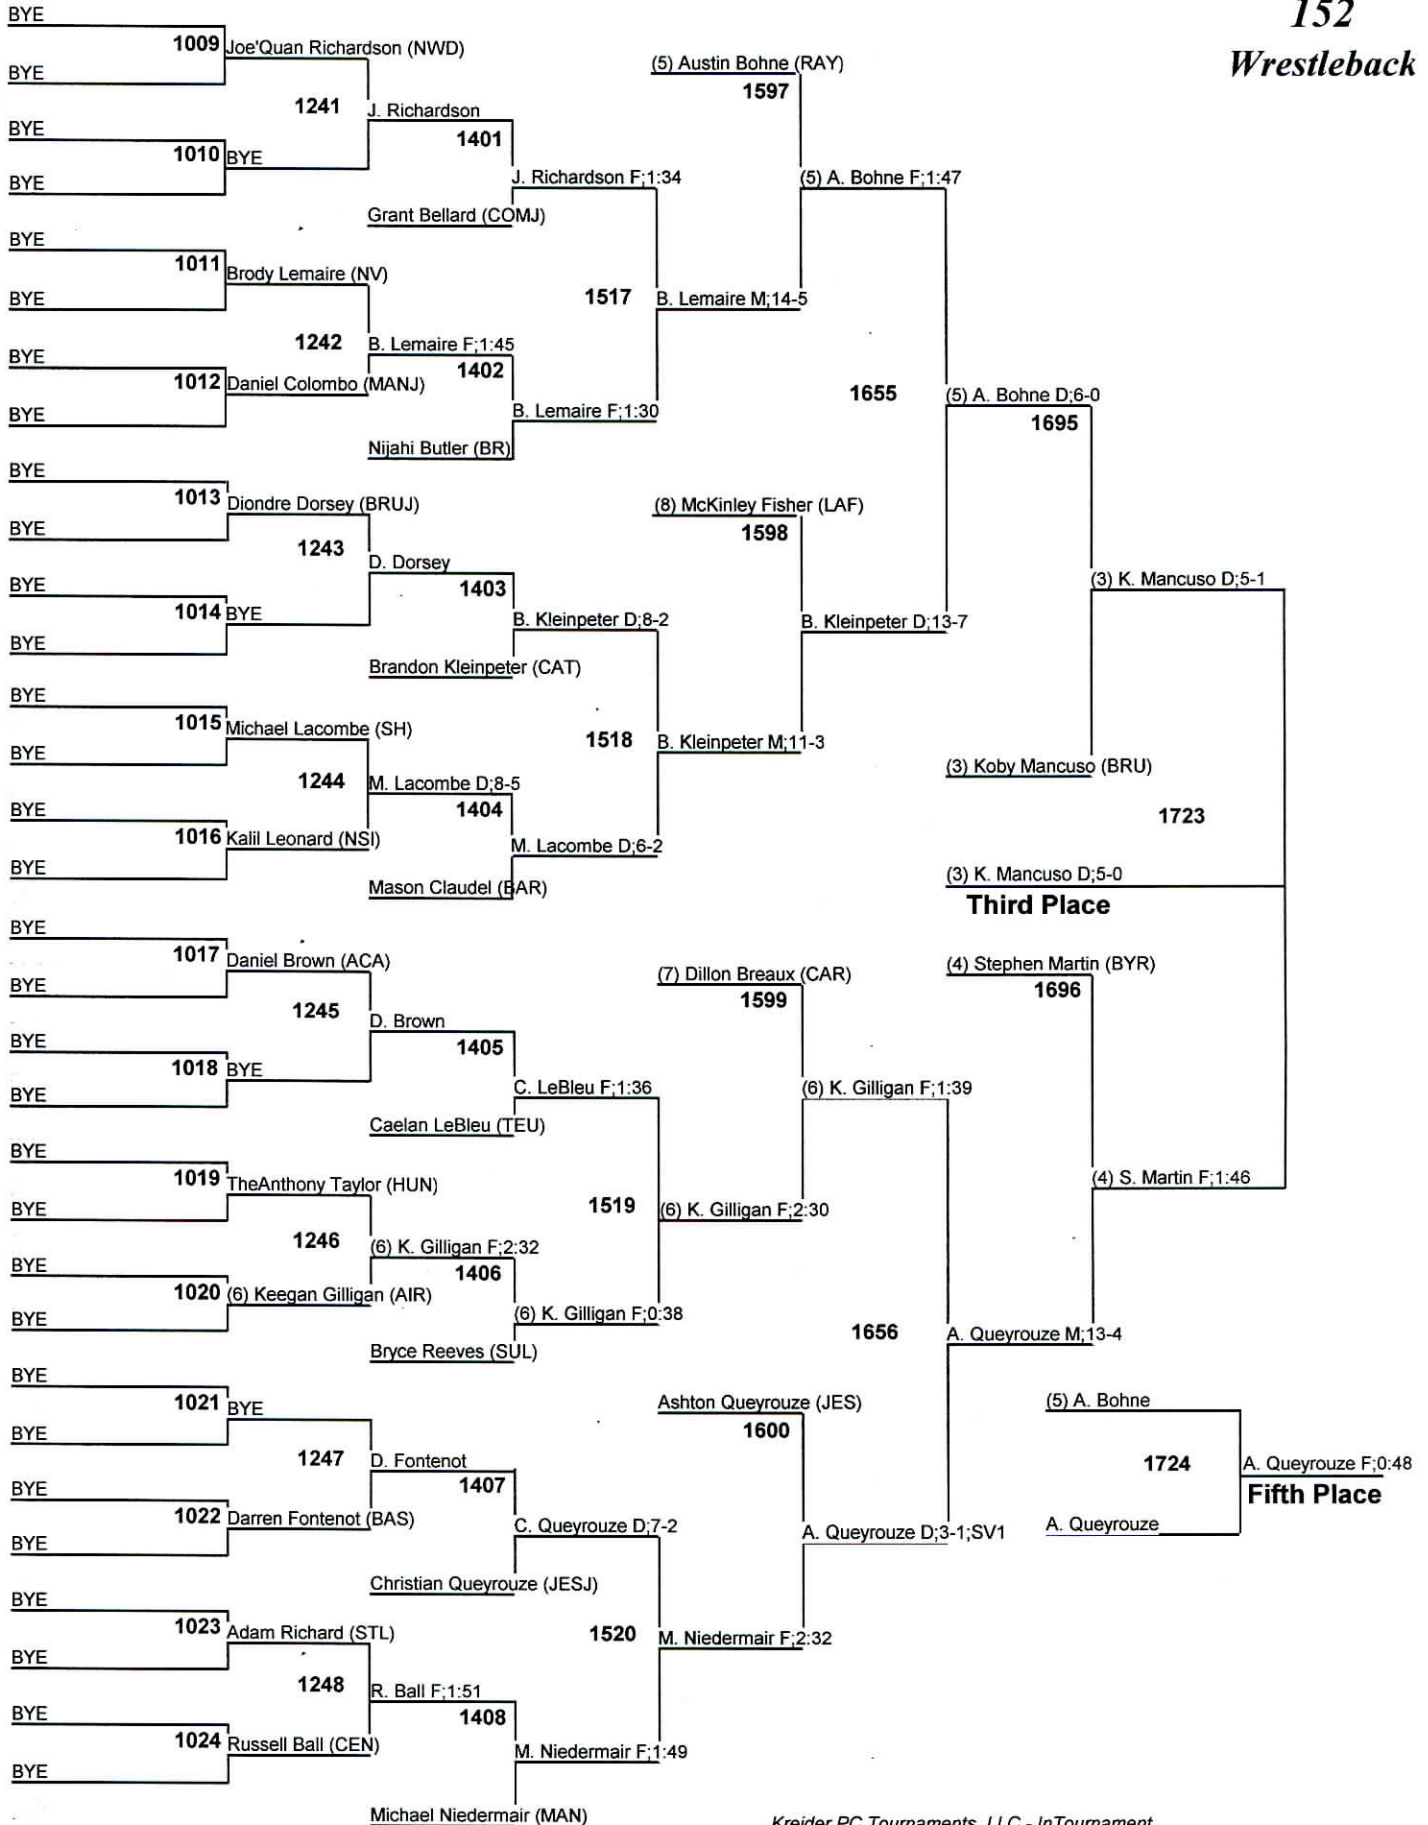 152
Wrestleback
BYE
1009 Joe'Quan Richardson (NWD)
BYE
1241 J. Richardson
BYE
1010 BYE
BYE
1401 J. Richardson F;1:34
Grant Bellard (COMJ)
BYE
1011 Brody Lemaire (NV)
BYE
1242 B. Lemaire F;1:45
BYE
1012 Daniel Colombo (MANJ)
BYE
1402 B. Lemaire F;1:30
Nijahi Butler (BR)
1517 B. Lemaire M;14-5
(5) Austin Bohne (RAY)
1597 (5) A. Bohne F;1:47
BYE
1013 Diondre Dorsey (BRUJ)
BYE
1243 D. Dorsey
BYE
1014 BYE
BYE
1403 B. Kleinpeter D;8-2
Brandon Kleinpeter (CAT)
BYE
1015 Michael Lacombe (SH)
BYE
1244 M. Lacombe D;8-5
BYE
1016 Kalil Leonard (NSI)
BYE
1404 M. Lacombe D;6-2
Mason Claudel (BAR)
1518 B. Kleinpeter M;11-3
(8) McKinley Fisher (LAF)
1598 B. Kleinpeter D;13-7
1655 (5) A. Bohne D;6-0
1695 (3) K. Mancuso D;5-1
(3) Koby Mancuso (BRU)
1723
(3) K. Mancuso D;5-0
Third Place
BYE
1017 Daniel Brown (ACA)
BYE
1245 D. Brown
BYE
1018 BYE
BYE
1405 C. LeBleu F;1:36
Caelan LeBleu (TEU)
BYE
1019 TheAnthony Taylor (HUN)
BYE
1246 (6) K. Gilligan F;2:32
BYE
1020 (6) Keegan Gilligan (AIR)
BYE
1406 (6) K. Gilligan F;0:38
Bryce Reeves (SUL)
1519 (6) K. Gilligan F;2:30
(7) Dillon Breaux (CAR)
1599 (6) K. Gilligan F;1:39
BYE
1021 BYE
BYE
1247 D. Fontenot
BYE
1022 Darren Fontenot (BAS)
BYE
1407 C. Queyrouze D;7-2
Christian Queyrouze (JESJ)
BYE
1023 Adam Richard (STL)
BYE
1248 R. Ball F;1:51
BYE
1024 Russell Ball (CEN)
BYE
1408 M. Niedermair F;1:49
Michael Niedermair (MAN)
1520 M. Niedermair F;2:32
Ashton Queyrouze (JES)
1600 A. Queyrouze D;3-1;SV1
1656 A. Queyrouze M;13-4
(4) Stephen Martin (BYR)
1696 (4) S. Martin F;1:46
(5) A. Bohne
1724 A. Queyrouze F;0:48
Fifth Place
A. Queyrouze
Kreider PC Tournaments, LLC - InTournament